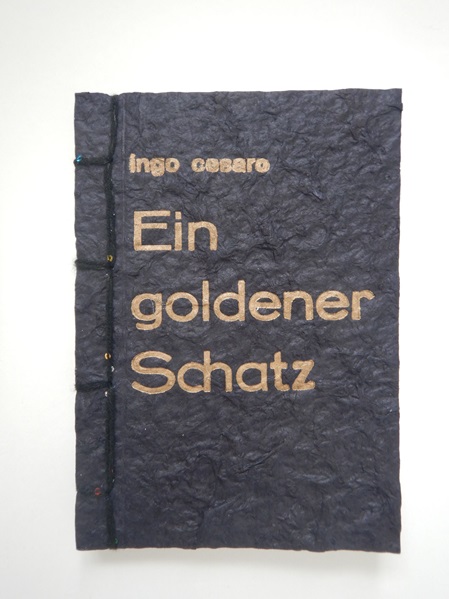 ingo cesaro
Ein
goldener
Schatz